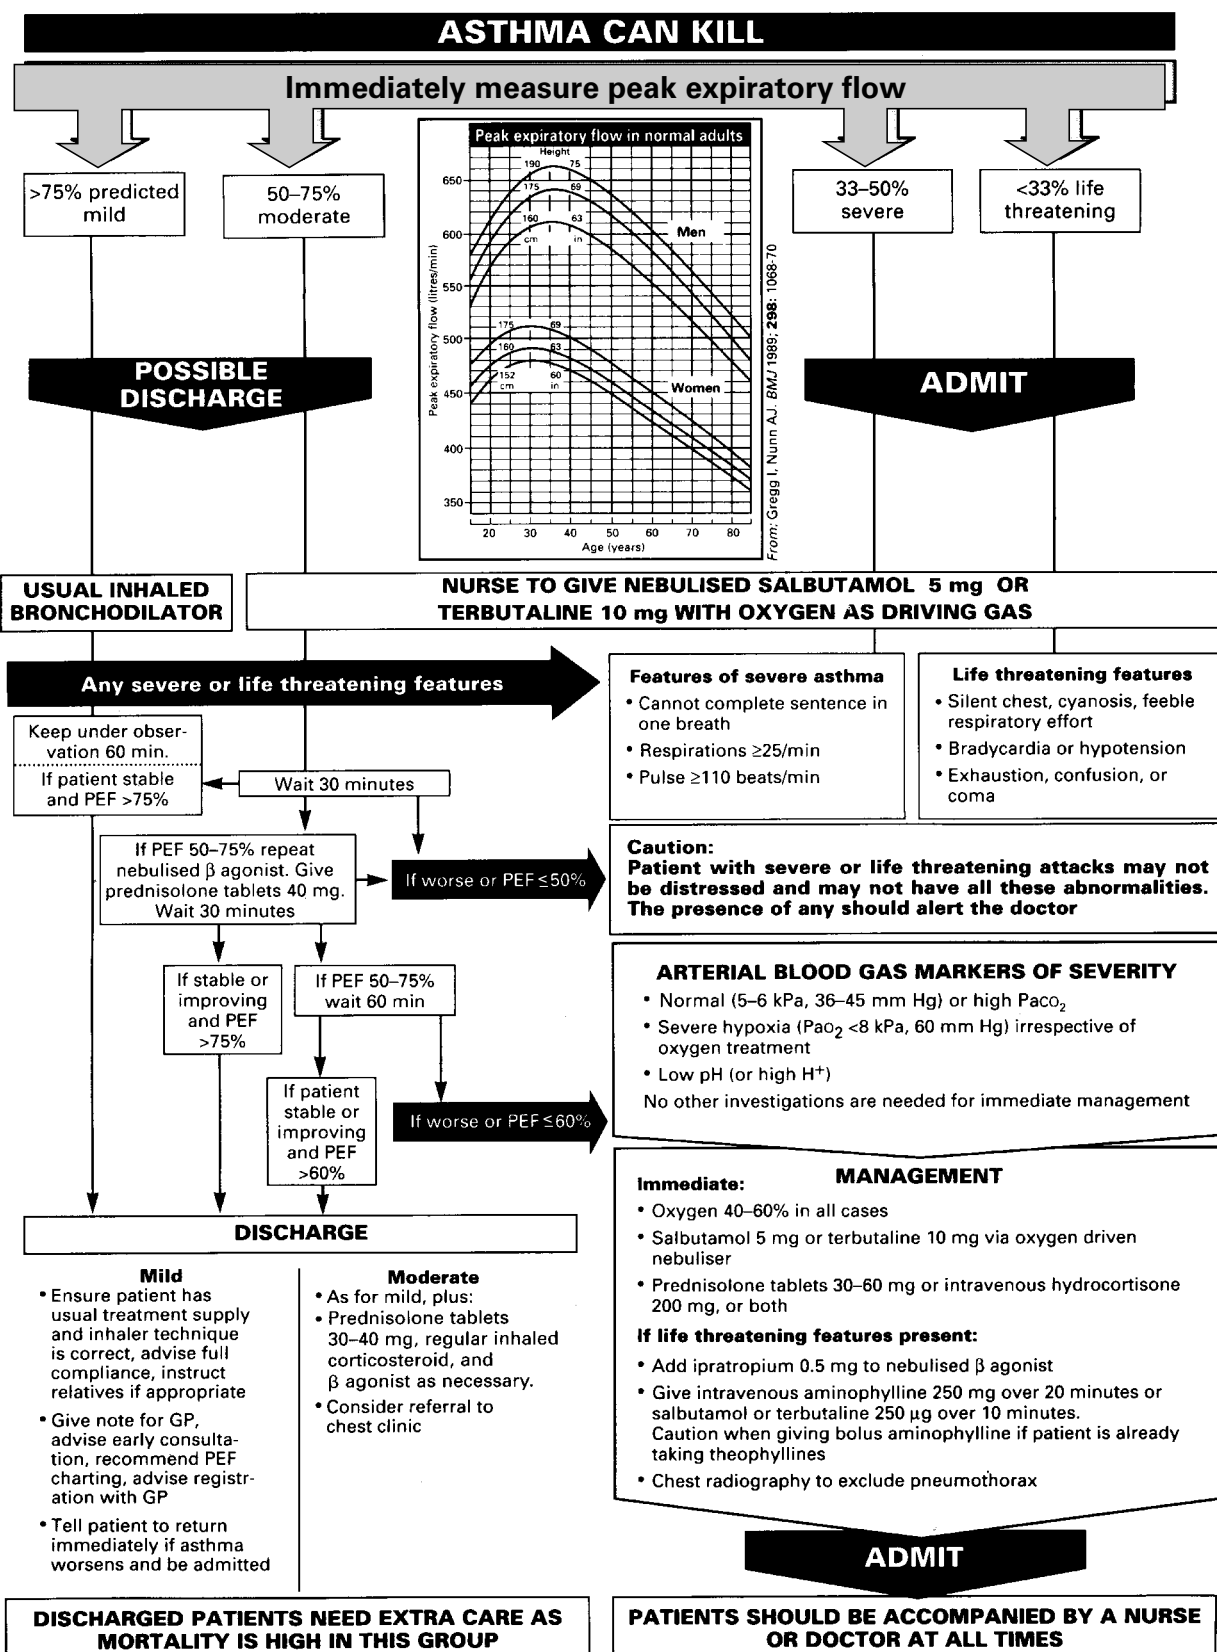 ASTHMA CAN KILL
Immediately measure peak expiratory flow
>75% predicted
mild
50–75%
moderate
33–50%
severe
<33% life
threatening
Peak expiratory flow in normal adults
Height
190
75
175
69
160
63
cm
in
Men
175
69
160
63
152
60
cm
in
Women
650
600
550
500
450
400
350
Peak expiratory flow (litres/min)
20 30 40 50 60 70 80
Age (years)
From: Gregg I, Nunn AJ. BMJ 1989; 298: 1068-70
POSSIBLE
DISCHARGE
ADMIT
USUAL INHALED
BRONCHODILATOR
NURSE TO GIVE NEBULISED SALBUTAMOL 5 mg OR
TERBUTALINE 10 mg WITH OXYGEN AS DRIVING GAS
Any severe or life threatening features
Features of severe asthma
• Cannot complete sentence in
one breath
• Respirations ≥25/min
• Pulse ≥110 beats/min
Life threatening features
• Silent chest, cyanosis, feeble
respiratory effort
• Bradycardia or hypotension
• Exhaustion, confusion, or
coma
Keep under obser-
vation 60 min.
If patient stable
and PEF >75%
Wait 30 minutes
If PEF 50–75% repeat
nebulised β agonist. Give
prednisolone tablets 40 mg.
Wait 30 minutes
If worse or PEF ≤50%
Caution:
Patient with severe or life threatening attacks may not
be distressed and may not have all these abnormalities.
The presence of any should alert the doctor
If stable or
improving
and PEF
>75%
If PEF 50–75%
wait 60 min
If patient
stable or
improving
and PEF
>60%
If worse or PEF ≤60%
ARTERIAL BLOOD GAS MARKERS OF SEVERITY
• Normal (5–6 kPa, 36–45 mm Hg) or high PaCO₂
• Severe hypoxia (PaO₂ <8 kPa, 60 mm Hg) irrespective of
oxygen treatment
• Low pH (or high H⁺)
No other investigations are needed for immediate management
MANAGEMENT
Immediate:
• Oxygen 40–60% in all cases
• Salbutamol 5 mg or terbutaline 10 mg via oxygen driven
nebuliser
• Prednisolone tablets 30–60 mg or intravenous hydrocortisone
200 mg, or both
If life threatening features present:
• Add ipratropium 0.5 mg to nebulised β agonist
• Give intravenous aminophylline 250 mg over 20 minutes or
salbutamol or terbutaline 250 µg over 10 minutes.
Caution when giving bolus aminophylline if patient is already
taking theophyllines
• Chest radiography to exclude pneumothorax
ADMIT
PATIENTS SHOULD BE ACCOMPANIED BY A NURSE
OR DOCTOR AT ALL TIMES
DISCHARGE
Mild
• Ensure patient has
usual treatment supply
and inhaler technique
is correct, advise full
compliance, instruct
relatives if appropriate
• Give note for GP,
advise early consulta-
tion, recommend PEF
charting, advise registr-
ation with GP
• Tell patient to return
immediately if asthma
worsens and be admitted
Moderate
• As for mild, plus:
• Prednisolone tablets
30–40 mg, regular inhaled
corticosteroid, and
β agonist as necessary.
• Consider referral to
chest clinic
DISCHARGED PATIENTS NEED EXTRA CARE AS
MORTALITY IS HIGH IN THIS GROUP